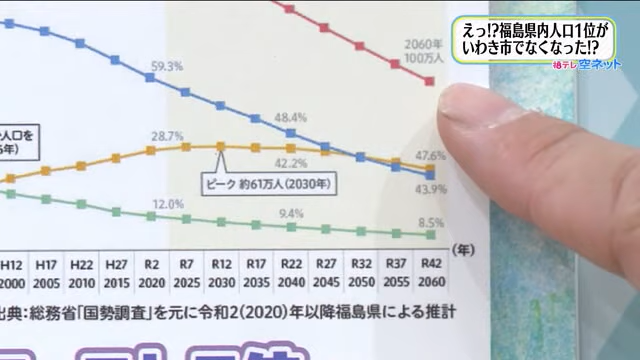 えっ!?福島県内人口1位が
いわき市でなくなった!?
福テレ空ネット
2060年
100万人
59.3%
48.4%
人口を
年)
28.7%
42.2%
47.6%
43.9%
ピーク 約61万人(2030年)
12.0%
9.4%
8.5%
H12 H17 H22 H27 R2 R7 R12 R17 R22 R27 R32 R37 R42 (年)
2000 2005 2010 2015 2020 2025 2030 2035 2040 2045 2050 2055 2060
出典:総務省「国勢調査」を元に令和2(2020)年以降福島県による推計